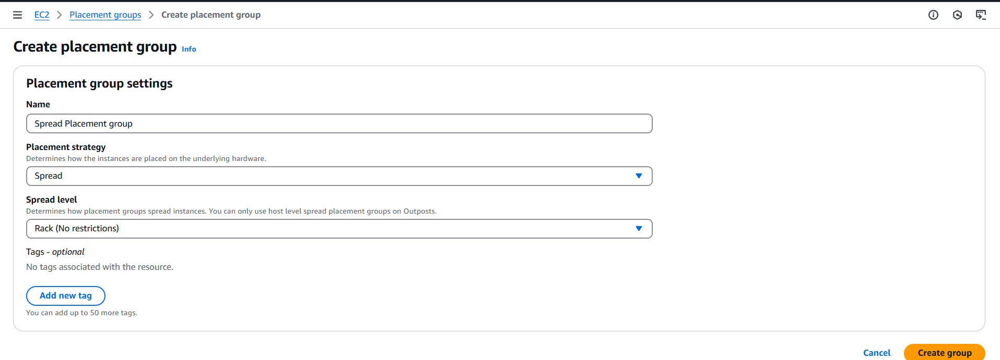 EC2 > Placement groups > Create placement group
Create placement group Info
Placement group settings
Name
Spread Placement group
Placement strategy
Determines how the instances are placed on the underlying hardware.
Spread
Spread level
Determines how placement groups spread instances. You can only use host level spread placement groups on Outposts.
Rack (No restrictions)
Tags - optional
No tags associated with the resource.
Add new tag
You can add up to 50 more tags.
Cancel Create group